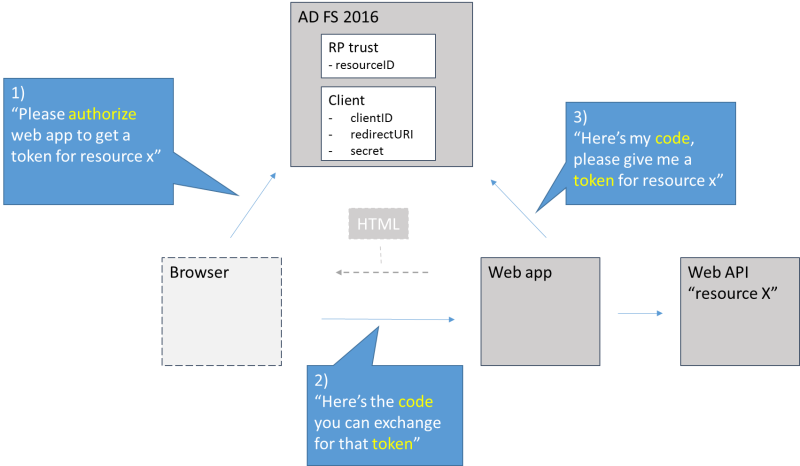 AD FS 2016
RP trust
- resourceID
Client
- clientID
- redirectURI
- secret
1)
“Please authorize
web app to get a
token for resource x”
3)
“Here’s my code,
please give me a
token for resource x”
HTML
Browser
Web app
Web API
“resource X”
2)
“Here’s the code
you can exchange
for that token”